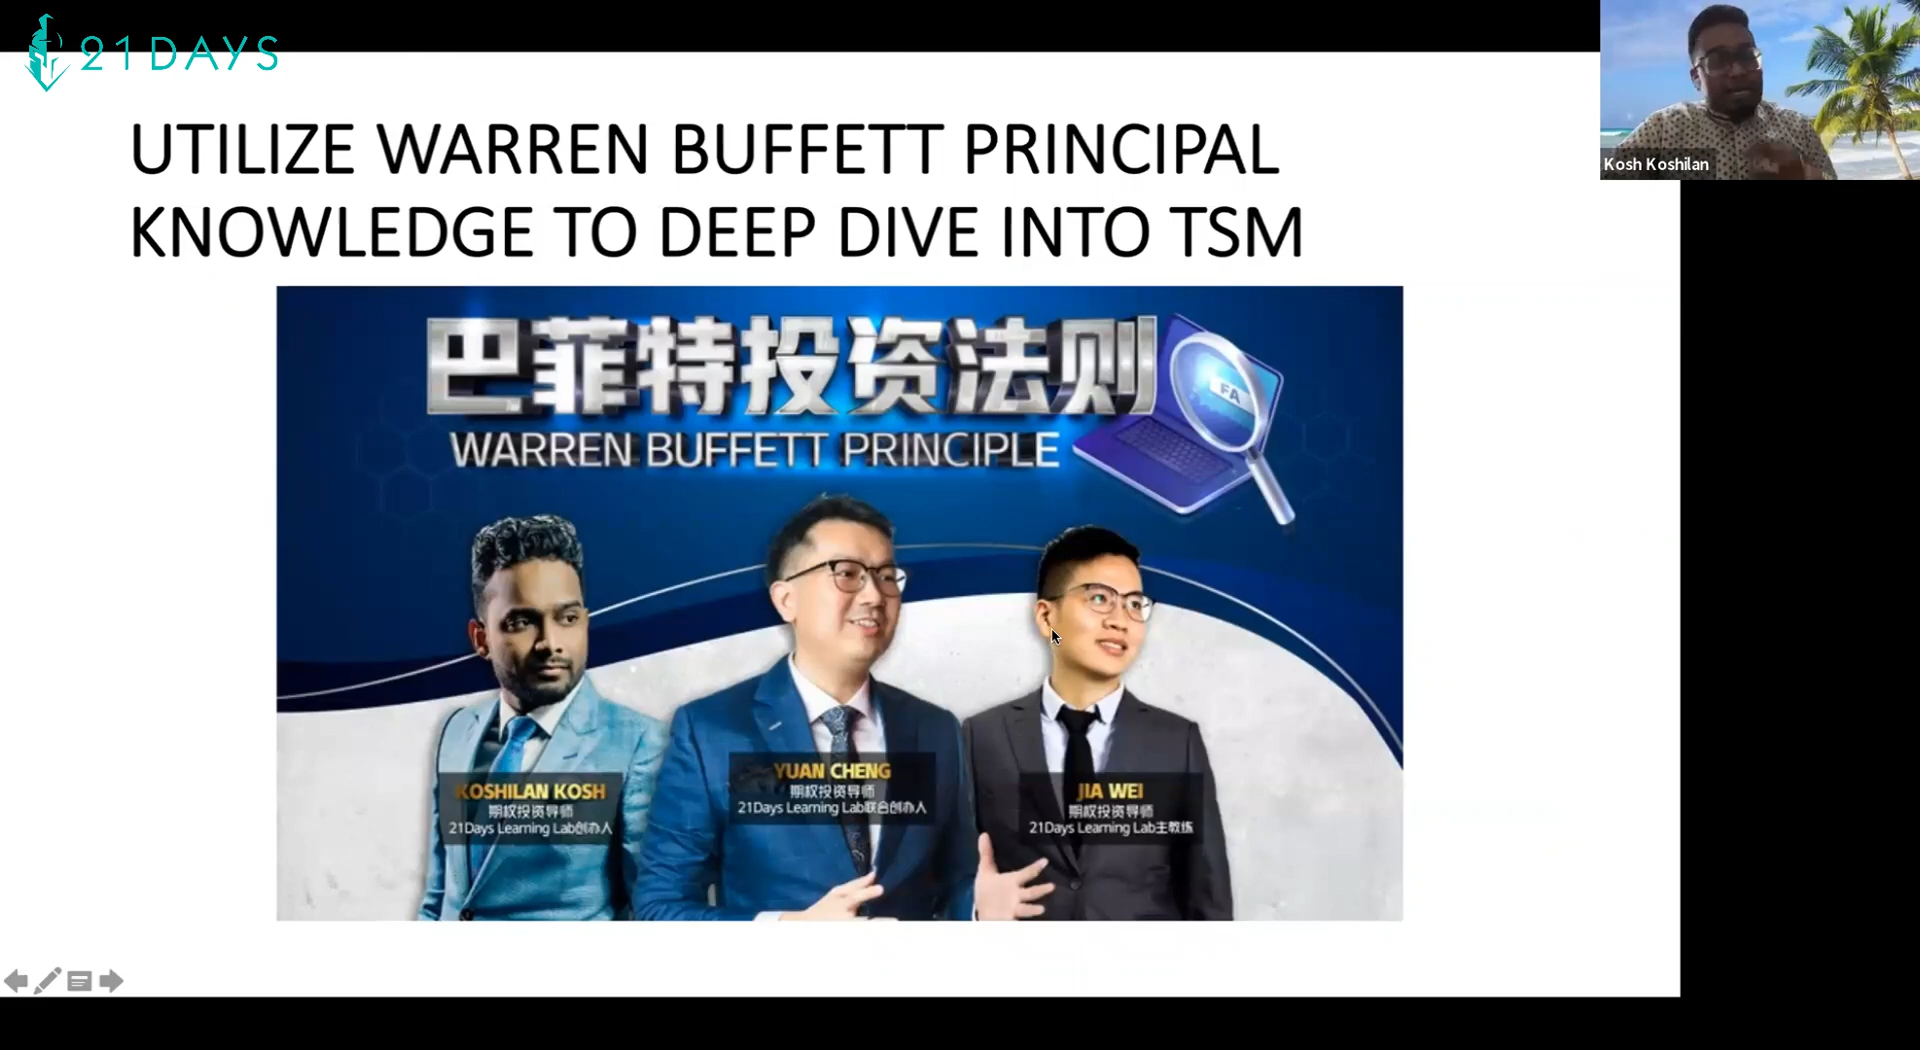 21DAYS
Kosh Koshilan
UTILIZE WARREN BUFFETT PRINCIPAL
KNOWLEDGE TO DEEP DIVE INTO TSM
巴菲特投资法则
FA
WARREN BUFFETT PRINCIPLE
KOSHILAN KOSH
期权投资导师
21Days Learning Lab创办人
YUAN CHENG
期权投资导师
21Days Learning Lab联合创办人
JIA WEI
期权投资导师
21Days Learning Lab主教练